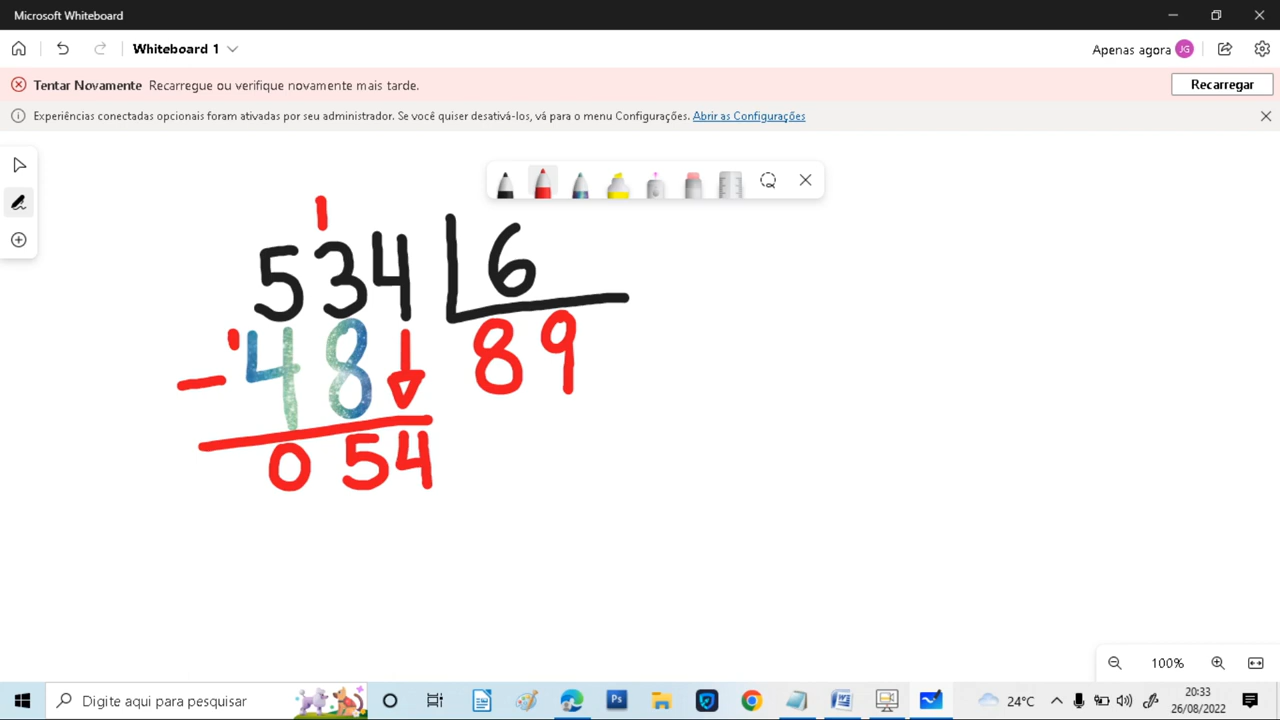 Microsoft Whiteboard
Whiteboard 1
Apenas agora JG
Tentar Novamente Recarregue ou verifique novamente mais tarde.
Recarregar
Experiências conectadas opcionais foram ativadas por seu administrador. Se você quiser desativá-los, vá para o menu Configurações. Abrir as Configurações
1
534 6
- ' 48 89
054
100%
Digite aqui para pesquisar
24°C
20:33
26/08/2022